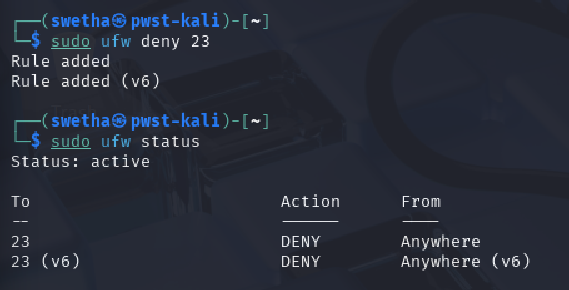 ┌──(swetha㉿pwst-kali)-[~]
└─$ sudo ufw deny 23
Rule added
Rule added (v6)
┌──(swetha㉿pwst-kali)-[~]
└─$ sudo ufw status
Status: active
To                         Action      From
--                         ------      ----
23                         DENY        Anywhere
23 (v6)                    DENY        Anywhere (v6)